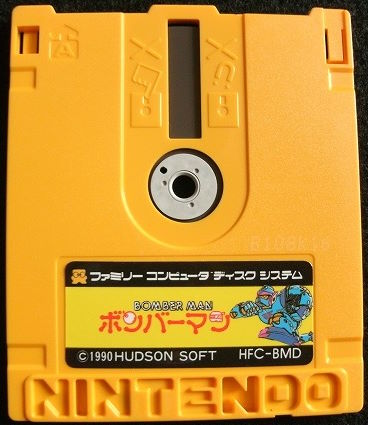 A
ファミリー コンピュータ ディスク システム
BOMBER MAN
ボンバーマン
©1990 HUDSON SOFT HFC-BMD
NINTENDO